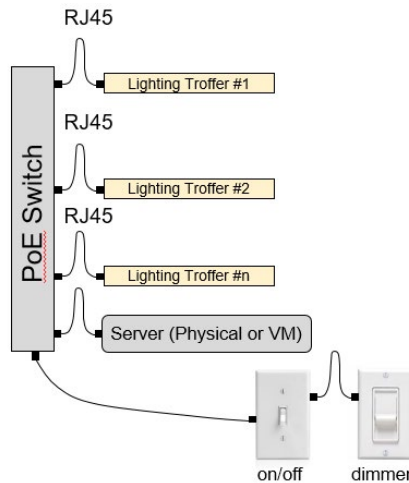 RJ45
Lighting Troffer #1
RJ45
Lighting Troffer #2
PoE Switch
RJ45
Lighting Troffer #n
Server (Physical or VM)
on/off
dimmer